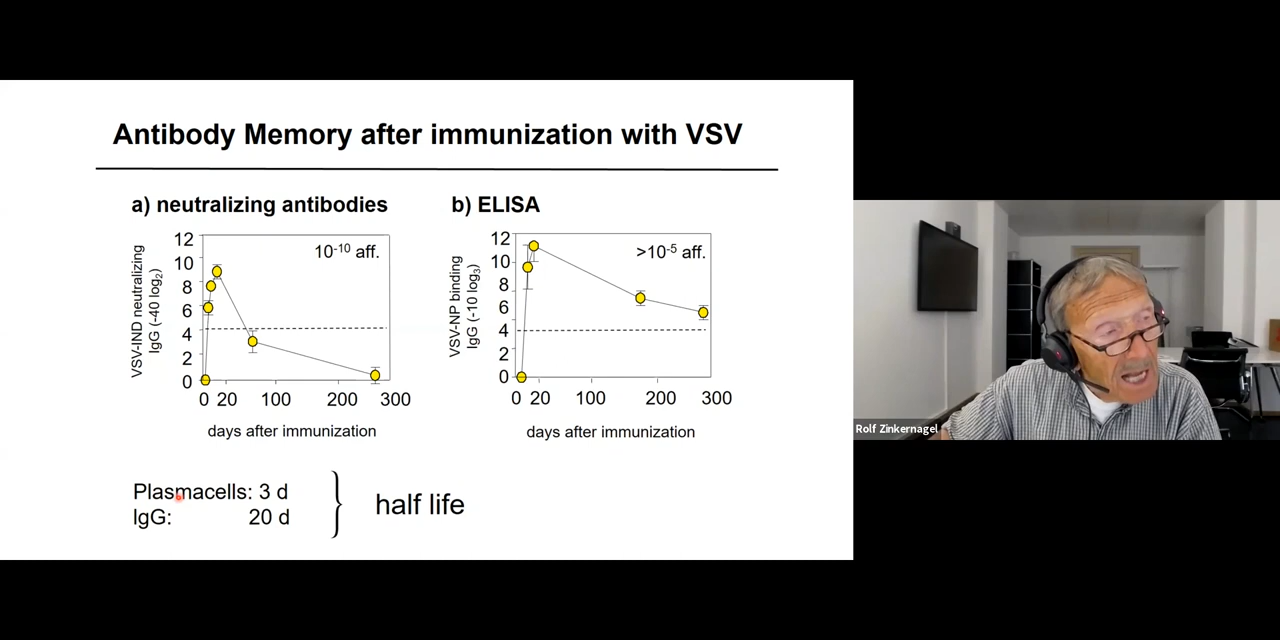 Antibody Memory after immunization with VSV
a) neutralizing antibodies
VSV-IND neutralizing
IgG (-40 log₂)
12
10
8
6
4
2
0
10⁻¹⁰ aff.
0 20 100 200 300
days after immunization
b) ELISA
VSV-NP binding
IgG (-10 log₃)
12
10
8
6
4
2
0
>10⁻⁵ aff.
0 20 100 200 300
days after immunization
Plasmacells: 3 d
IgG: 20 d
half life
Rolf Zinkernagel